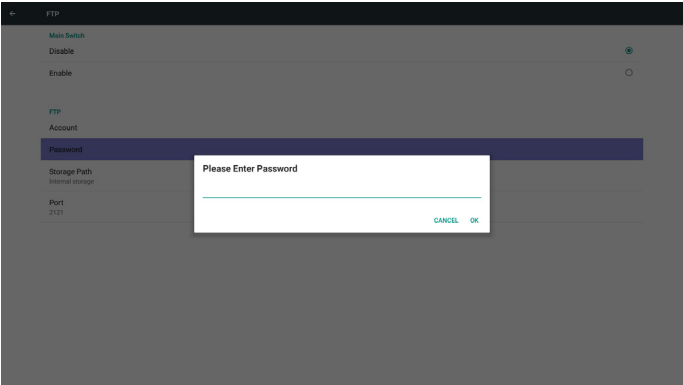 FTP
Main Switch
Disable
Enable
FTP
Account
Password
Storage Path
Internal storage
Port
2121
Please Enter Password
CANCEL OK